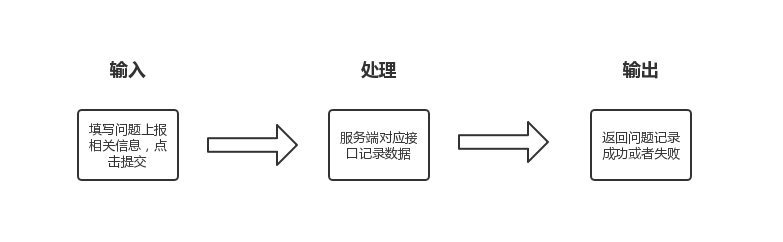 输入
处理
输出
填写问题上报
相关信息，点
击提交
服务端对应接
口记录数据
返回问题记录
成功或者失败